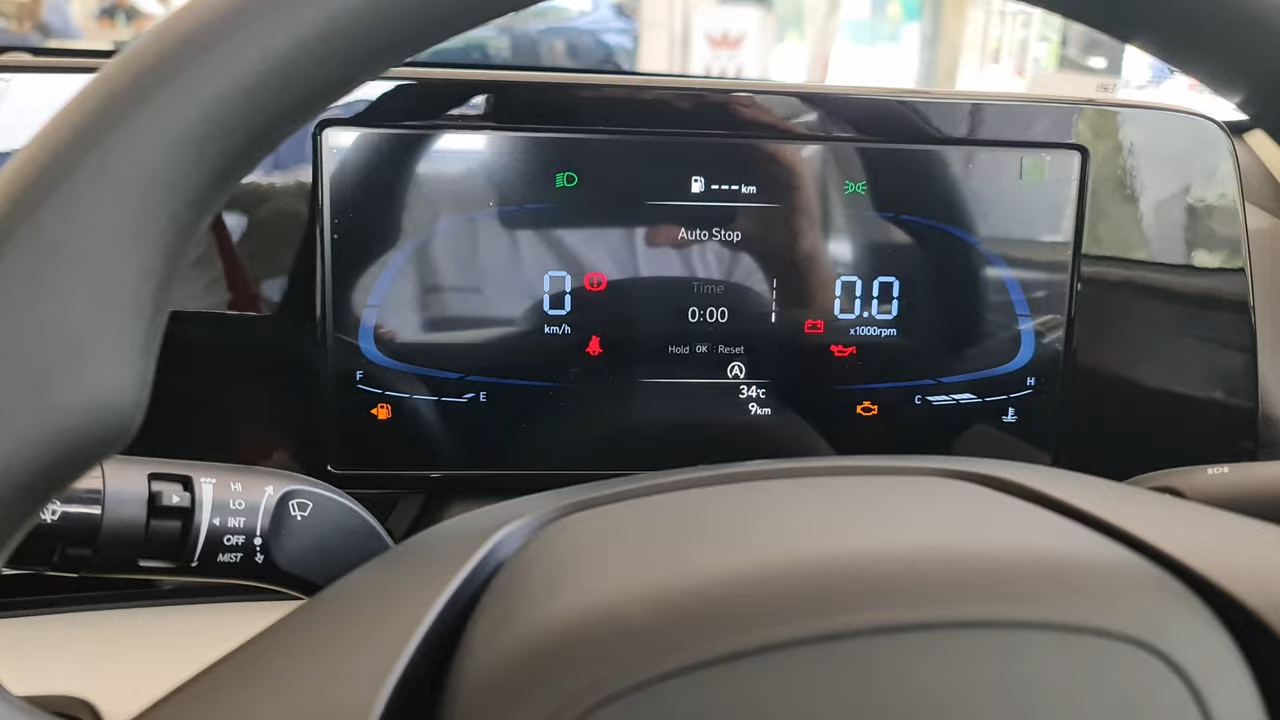 --- km
Auto Stop
0
km/h
Time
0:00
Hold OK : Reset
0.0
x1000rpm
A
34°C
9km
F
E
C
H
HI
LO
INT
OFF
MIST